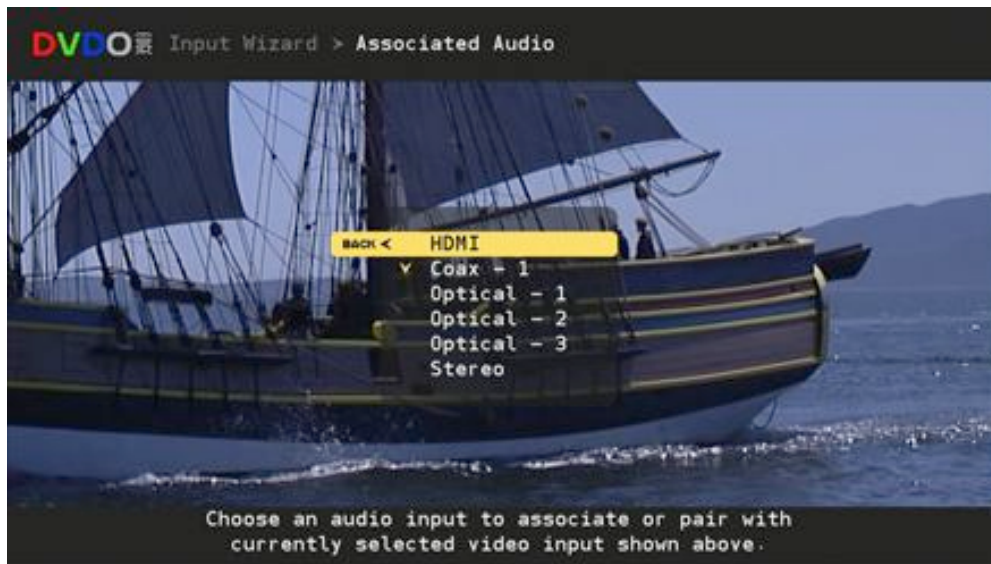 DVDO Input Wizard > Associated Audio
BACK < HDMI
Coax - 1
Optical - 1
Optical - 2
Optical - 3
Stereo
Choose an audio input to associate or pair with
currently selected video input shown above.